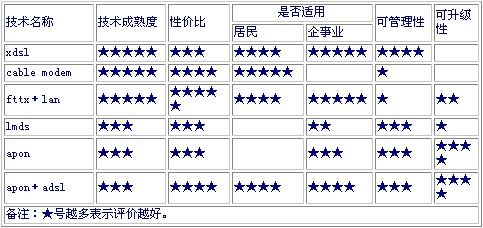 技术名称 技术成熟度 性价比 是否适用 可管理性 可升级性
居民 企事业
xdsl ★★★★★ ★★★ ★★★★ ★★★★★ ★★★★
cable modem ★★★★★ ★★★★ ★★★★★ ★
fttx＋lan ★★★★★ ★★★★★ ★★★★ ★★★★★ ★ ★★
lmds ★★★ ★★★ ★★ ★★★ ★
apon ★★★ ★★★ ★★★ ★★★ ★★★★
apon＋adsl ★★★ ★★★★ ★★★★ ★★★ ★★★ ★★★★
备注：★号越多表示评价越好。